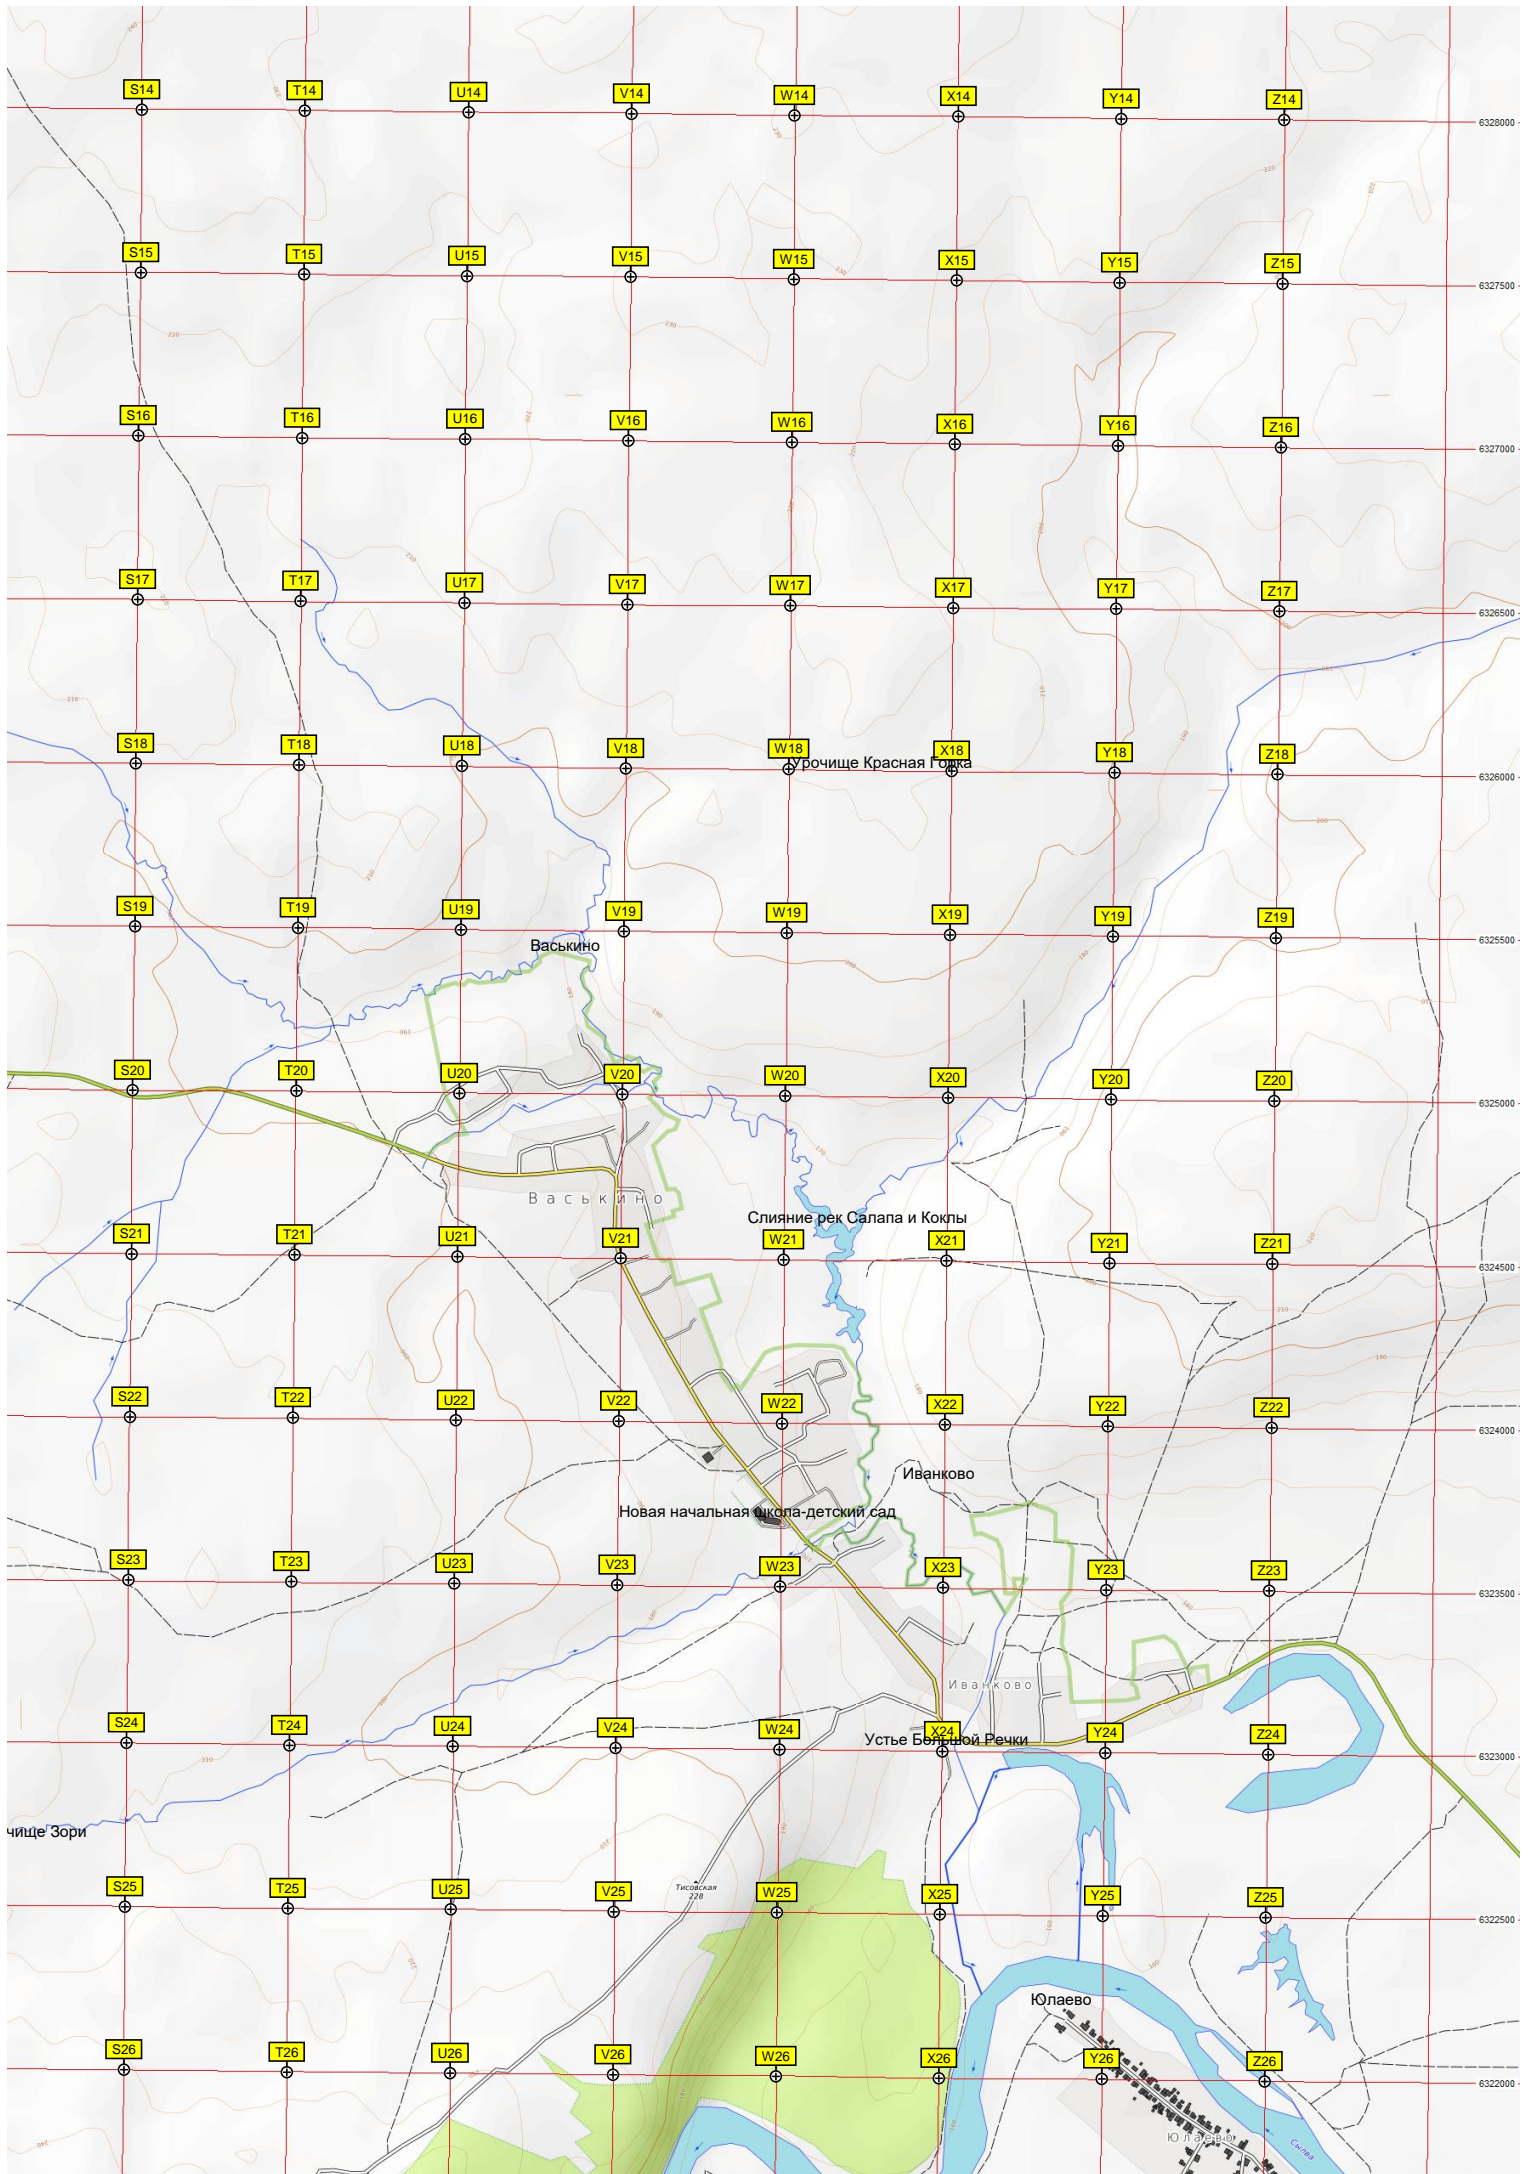 S14 T14 U14 V14 W14 X14 Y14 Z14
6328000
S15 T15 U15 V15 W15 X15 Y15 Z15
6327500
S16 T16 U16 V16 W16 X16 Y16 Z16
6327000
S17 T17 U17 V17 W17 X17 Y17 Z17
6326500
S18 T18 U18 V18 W18 X18 Y18 Z18
Урочище Красная Горка
6326000
S19 T19 U19 V19 W19 X19 Y19 Z19
6325500
Васькино
S20 T20 U20 V20 W20 X20 Y20 Z20
6325000
Васькино
Слияние рек Салапа и Коклы
S21 T21 U21 V21 W21 X21 Y21 Z21
6324500
S22 T22 U22 V22 W22 X22 Y22 Z22
6324000
Иванково
Новая начальная школа-детский сад
S23 T23 U23 V23 W23 X23 Y23 Z23
6323500
Иванково
S24 T24 U24 V24 W24 X24 Y24 Z24
Устье Большой Речки
6323000
чище Зори
Тисовская
228
S25 T25 U25 V25 W25 X25 Y25 Z25
6322500
Юлаево
S26 T26 U26 V26 W26 X26 Y26 Z26
6322000
Юлаево
Сылва